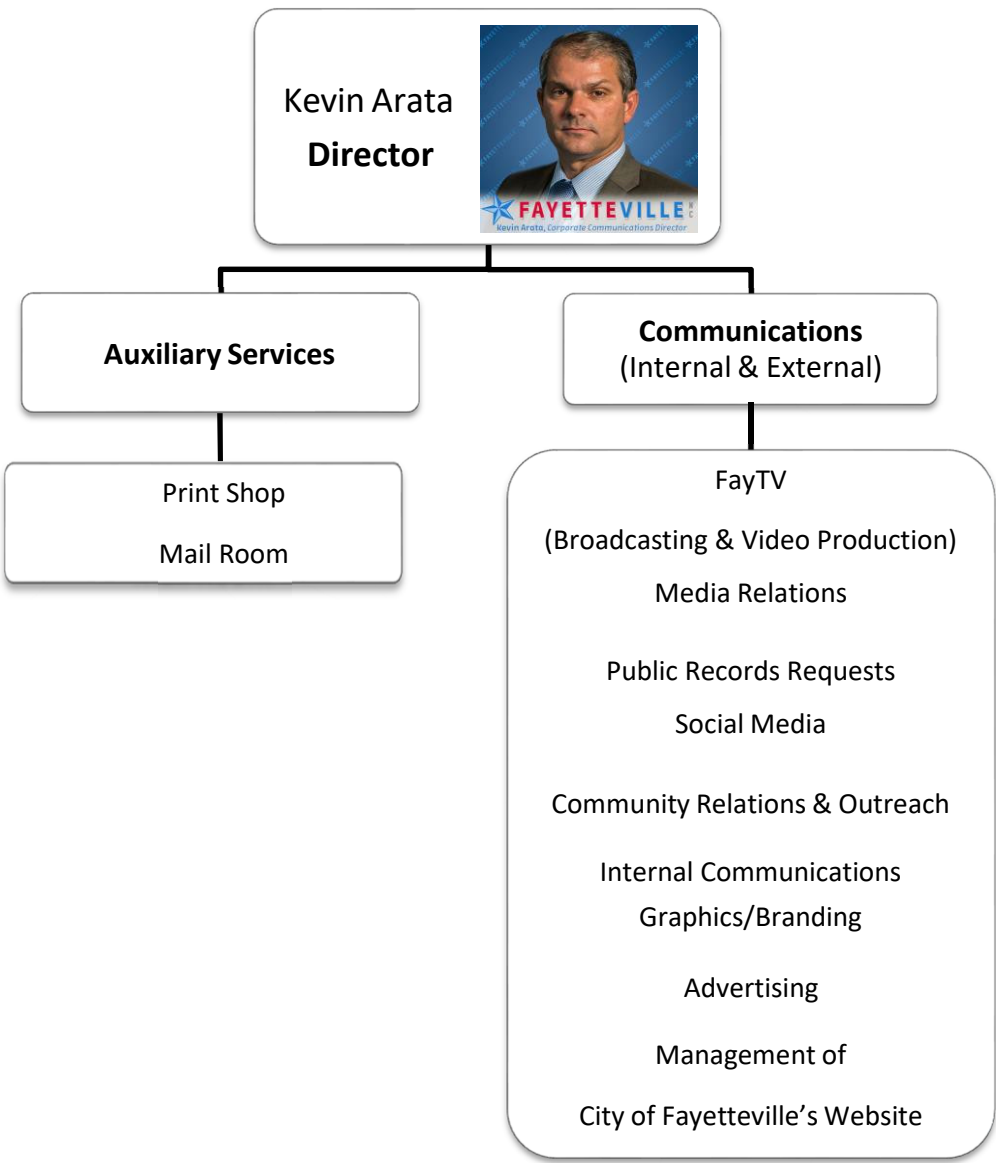 Kevin Arata
Director
FAYETTEVILLE NC
Kevin Arata, Corporate Communications Director
Auxiliary Services
Communications
(Internal & External)
Print Shop
Mail Room
FayTV
(Broadcasting & Video Production)
Media Relations
Public Records Requests
Social Media
Community Relations & Outreach
Internal Communications
Graphics/Branding
Advertising
Management of
City of Fayetteville’s Website